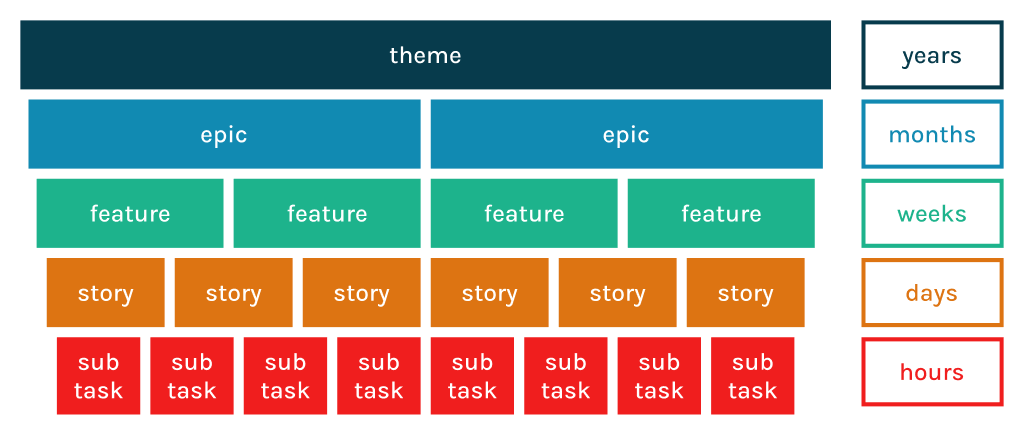 theme years
epic epic months
feature feature feature feature weeks
story story story story story story days
sub sub sub sub sub sub sub sub
task task task task task task task task
hours